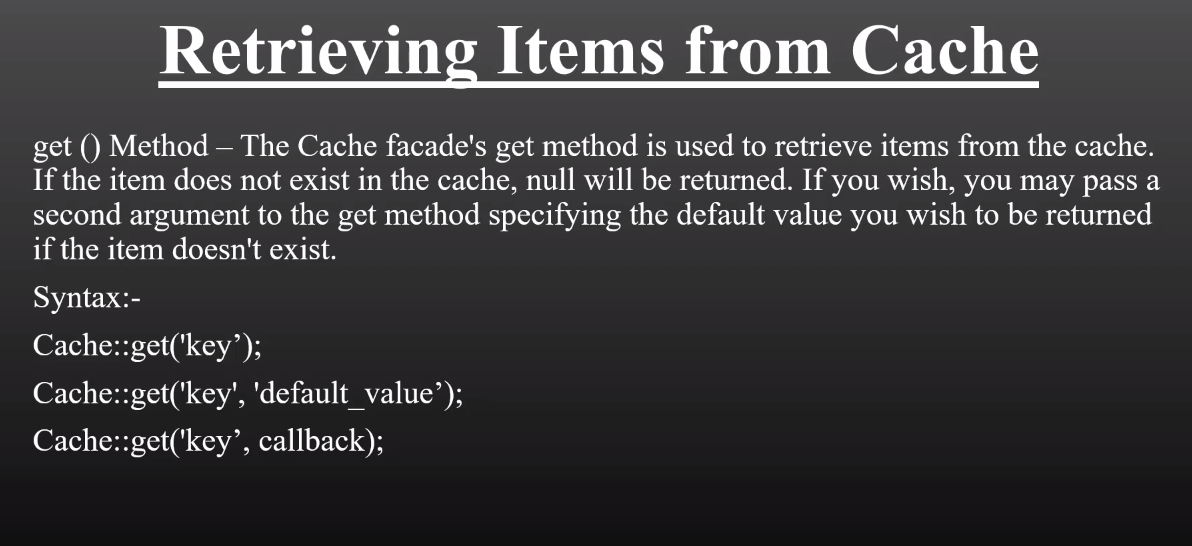 Retrieving Items from Cache
get () Method – The Cache facade's get method is used to retrieve items from the cache.
If the item does not exist in the cache, null will be returned. If you wish, you may pass a
second argument to the get method specifying the default value you wish to be returned
if the item doesn't exist.
Syntax:-
Cache::get('key’);
Cache::get('key', 'default_value’);
Cache::get('key’, callback);